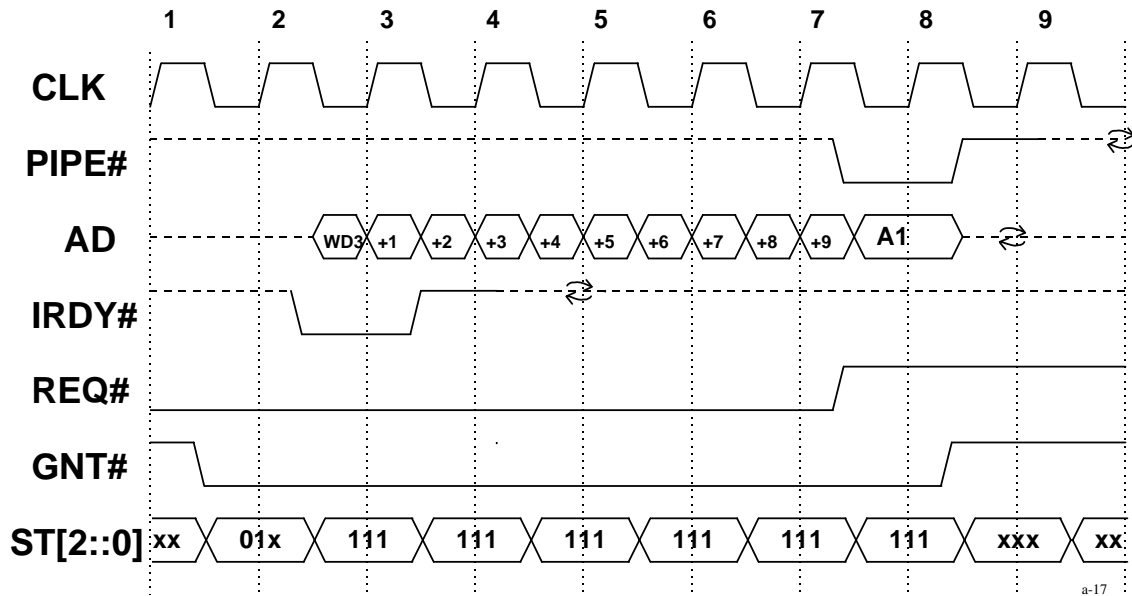 1 2 3 4 5 6 7 8 9
CLK
PIPE#
AD WD3 +1 +2 +3 +4 +5 +6 +7 +8 +9 A1
IRDY#
REQ#
GNT#
ST[2::0] xx 01x 111 111 111 111 111 111 xxx xx
a-17